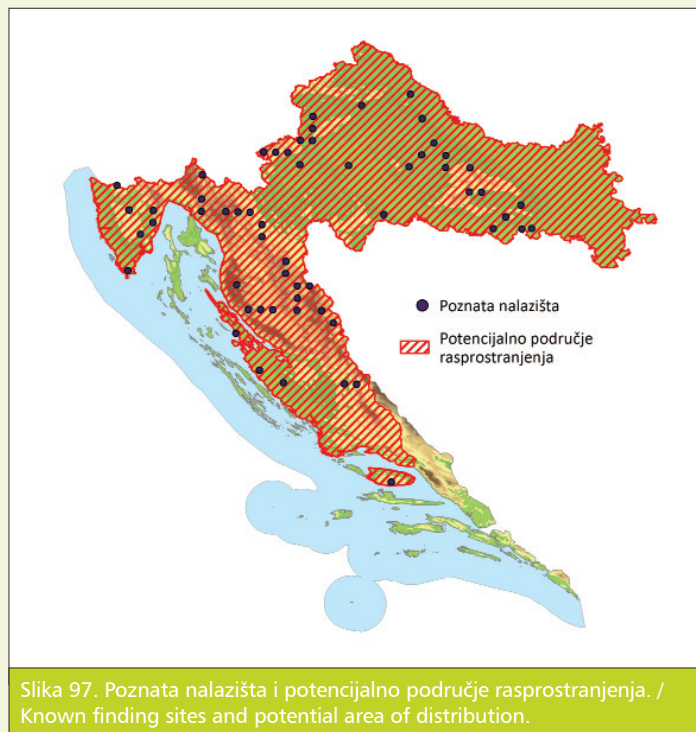 Poznata nalazišta
Potencijalno područje
rasprostranjenja
Slika 97. Poznata nalazišta i potencijalno područje rasprostranjenja. /
Known finding sites and potential area of distribution.